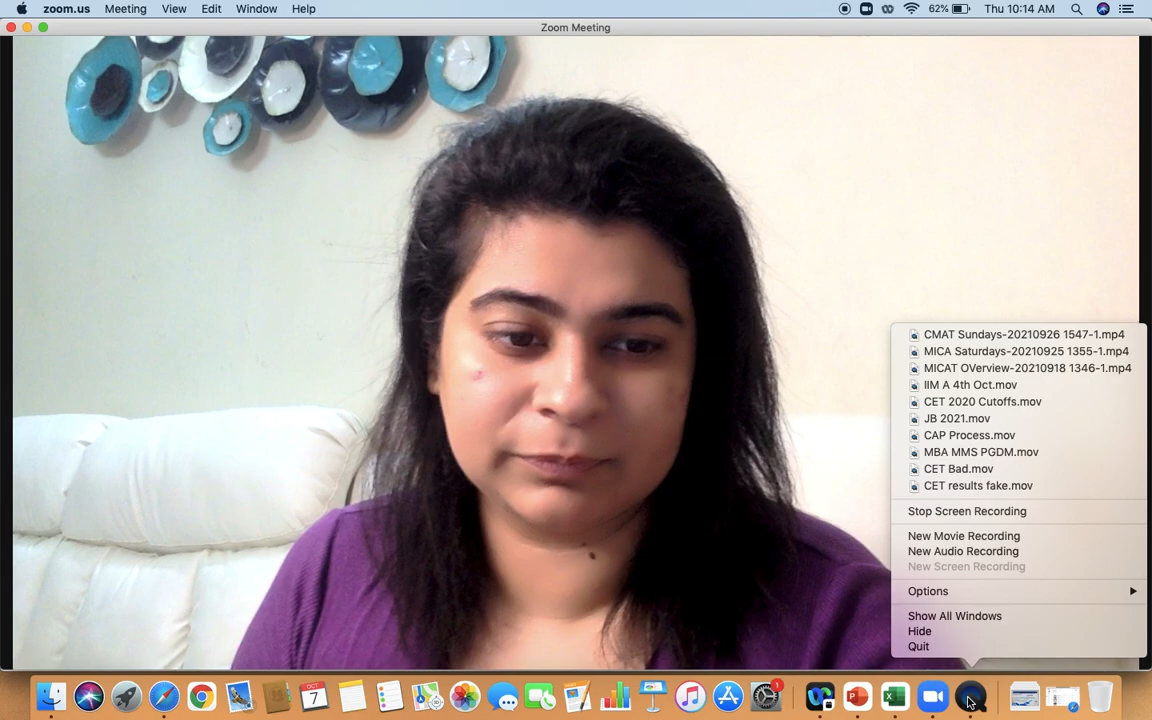 zoom.us Meeting View Edit Window Help 62% Thu 10:14 AM
Zoom Meeting
CMAT Sundays-20210926 1547-1.mp4
MICA Saturdays-20210925 1355-1.mp4
MICAT OVerview-20210918 1346-1.mp4
IIM A 4th Oct.mov
CET 2020 Cutoffs.mov
JB 2021.mov
CAP Process.mov
MBA MMS PGDM.mov
CET Bad.mov
CET results fake.mov
Stop Screen Recording
New Movie Recording
New Audio Recording
New Screen Recording
Options
Show All Windows
Hide
Quit
OCT
7
1
P
X